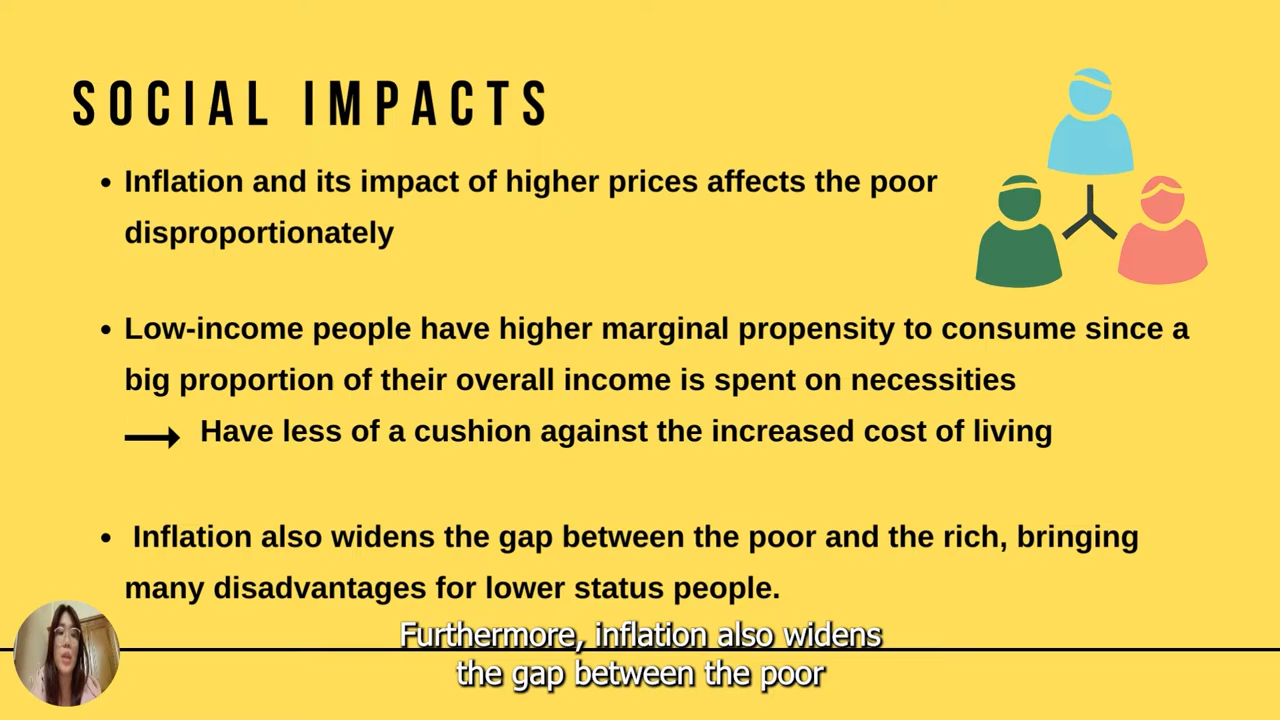 SOCIAL IMPACTS
• Inflation and its impact of higher prices affects the poor
disproportionately
• Low-income people have higher marginal propensity to consume since a
big proportion of their overall income is spent on necessities
Have less of a cushion against the increased cost of living
• Inflation also widens the gap between the poor and the rich, bringing
many disadvantages for lower status people.
Furthermore, inflation also widens
the gap between the poor